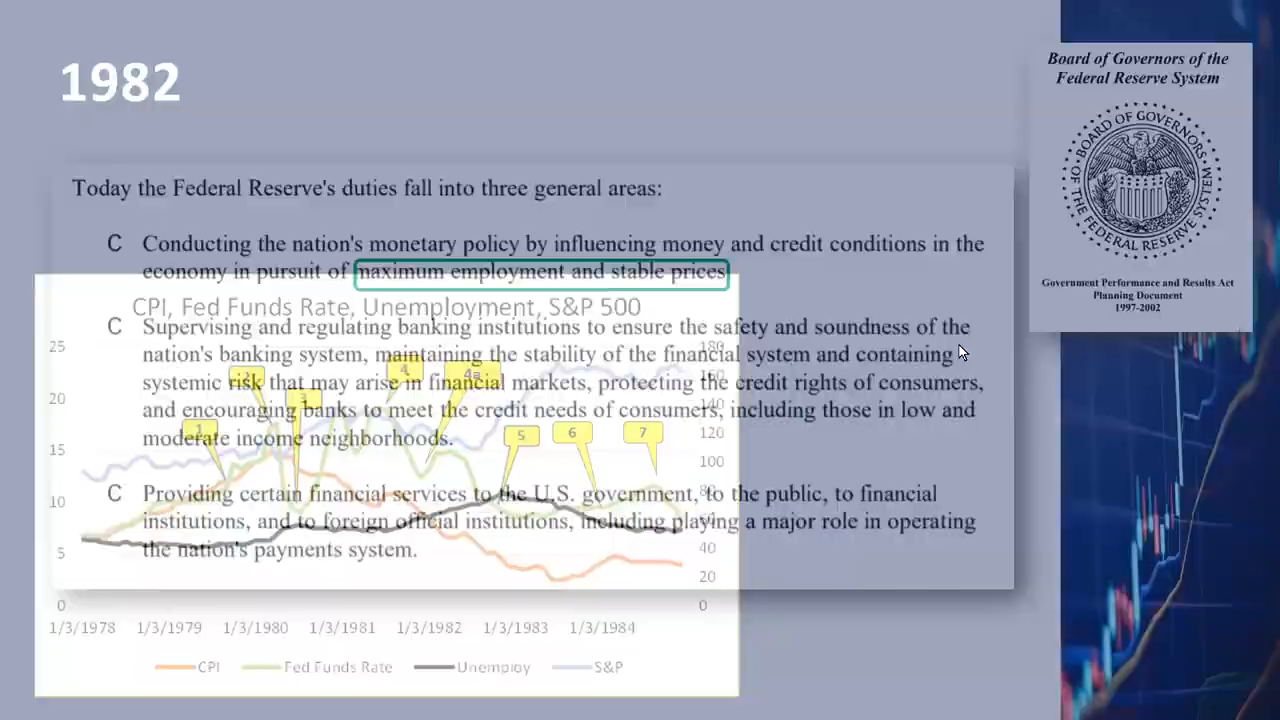 1982
Board of Governors of the
Federal Reserve System
BOARD OF GOVERNORS
OF THE FEDERAL RESERVE SYSTEM
Government Performance and Results Act
Planning Document
1997-2002
Today the Federal Reserve's duties fall into three general areas:
C Conducting the nation's monetary policy by influencing money and credit conditions in the
economy in pursuit of maximum employment and stable prices
C Supervising and regulating banking institutions to ensure the safety and soundness of the
nation's banking system, maintaining the stability of the financial system and containing
systemic risk that may arise in financial markets, protecting the credit rights of consumers,
and encouraging banks to meet the credit needs of consumers, including those in low and
moderate income neighborhoods.
C Providing certain financial services to the U.S. government, to the public, to financial
institutions, and to foreign official institutions, including playing a major role in operating
the nation's payments system.
CPI, Fed Funds Rate, Unemployment, S&P 500
25
20
15
10
5
0
180
160
140
120
100
80
60
40
20
0
1
3
4
4a
5
6
7
1/3/1978 1/3/1979 1/3/1980 1/3/1981 1/3/1982 1/3/1983 1/3/1984
CPI Fed Funds Rate Unemploy S&P